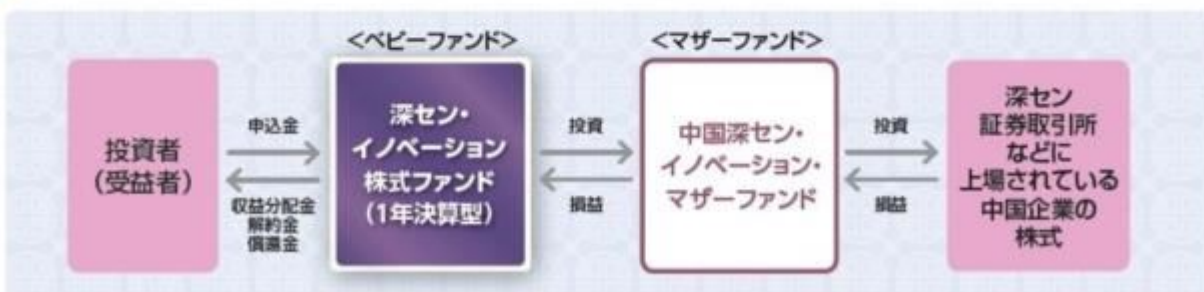 <ベビーファンド>
<マザーファンド>
投資者
(受益者)
申込金
収益分配金
解約金
償還金
深セン・
イノベーション
株式ファンド
(1年決算型)
投資
損益
中国深セン・
イノベーション・
マザーファンド
投資
損益
深セン
証券取引所
などに
上場されている
中国企業の
株式